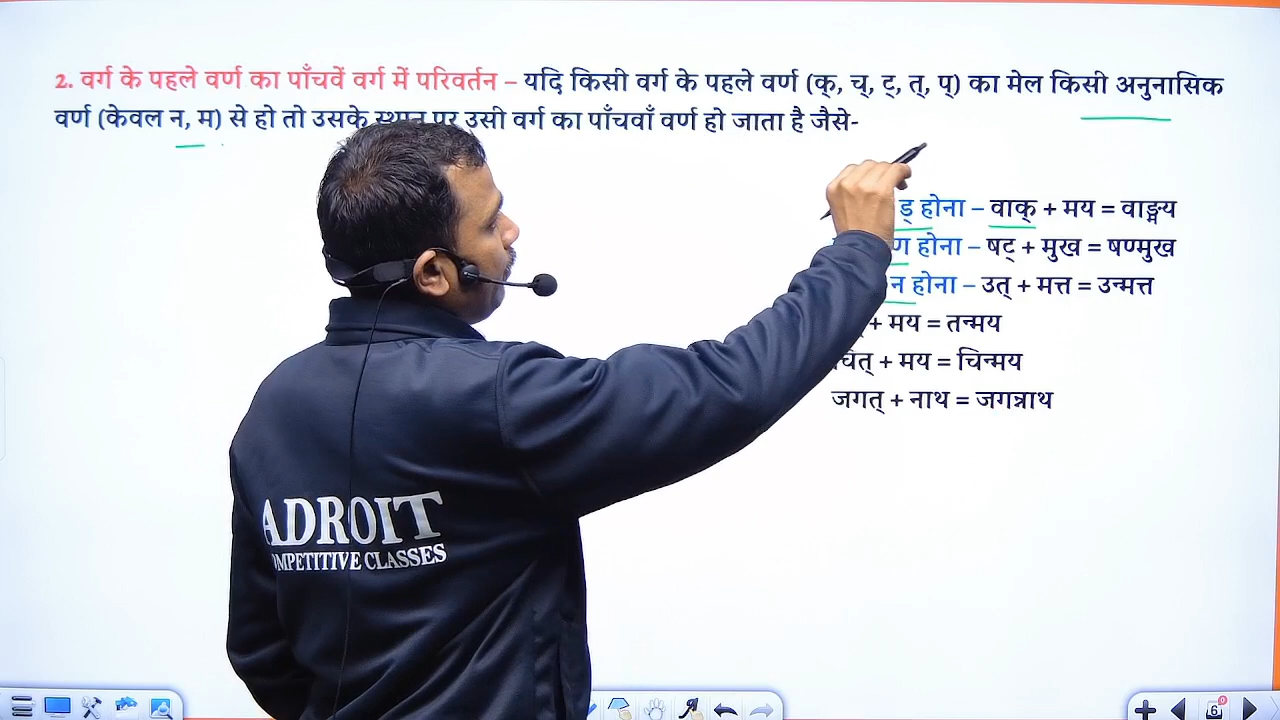 2. वर्ग के पहले वर्ण का पाँचवें वर्ग में परिवर्तन – यदि किसी वर्ग के पहले वर्ण (क्, च्, ट्, त्, प्) का मेल किसी अनुनासिक
वर्ण (केवल न, म) से हो तो उसके स्थान पर उसी वर्ग का पाँचवाँ वर्ण हो जाता है जैसे-
ड् होना – वाक् + मय = वाङ्मय
ण होना – षट् + मुख = षण्मुख
न होना – उत् + मत्त = उन्मत्त
+ मय = तन्मय
चित् + मय = चिन्मय
जगत् + नाथ = जगन्नाथ
ADROIT
COMPETITIVE CLASSES
6